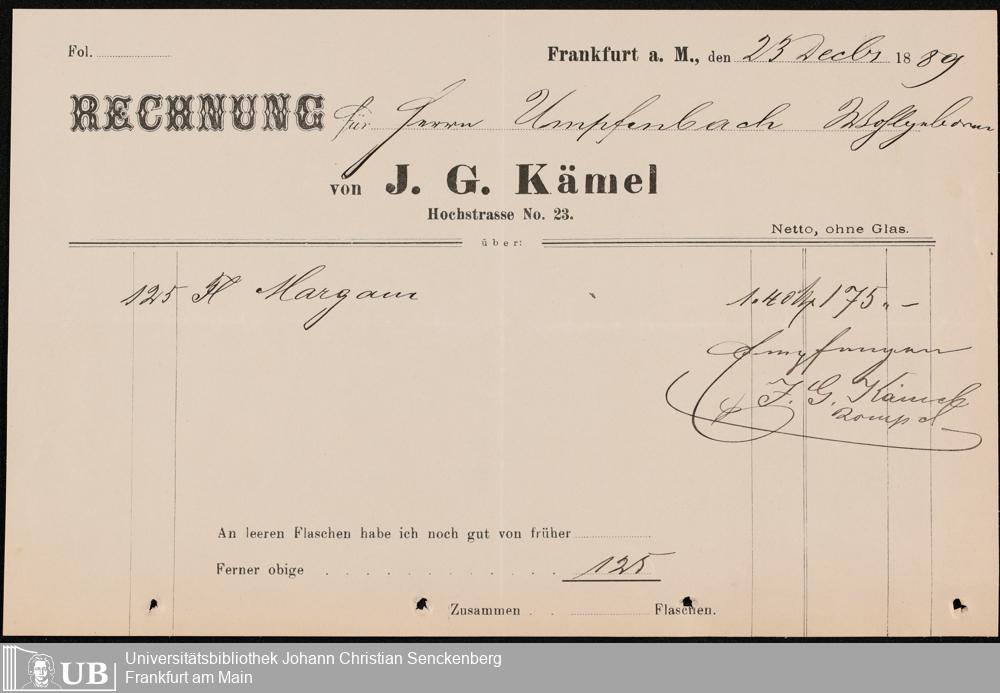 Fol.
Frankfurt a. M., den 23 Decbr 1889
RECHNUNG für Herrn Umpfenbach Wohlgeboren
von J. G. Kämel
Hochstrasse No. 23.
Netto, ohne Glas.
über:
125 Fl Margaux 1.40 175.-
Empfangen
J. G. Kämel
An leeren Flaschen habe ich noch gut von früher
Ferner obige 125
Zusammen Flaschen.
UB Universitätsbibliothek Johann Christian Senckenberg
Frankfurt am Main